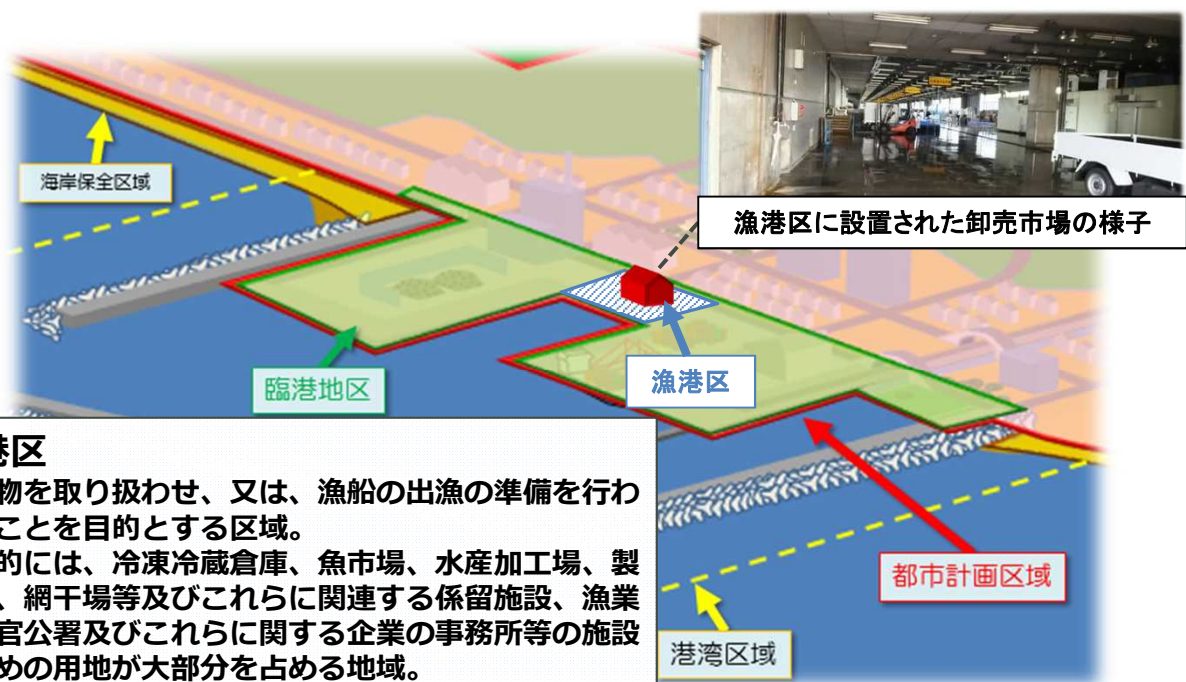 海岸保全区域
漁港区に設置された卸売市場の様子
臨港地区
漁港区
港区
物を取り扱わせ、又は、漁船の出漁の準備を行わ
ことを目的とする区域。
的には、冷凍冷蔵倉庫、魚市場、水産加工場、製
、網干場等及びこれらに関連する係留施設、漁業
官公署及びこれらに関する企業の事務所等の施設
めの用地が大部分を占める地域。
都市計画区域
港湾区域